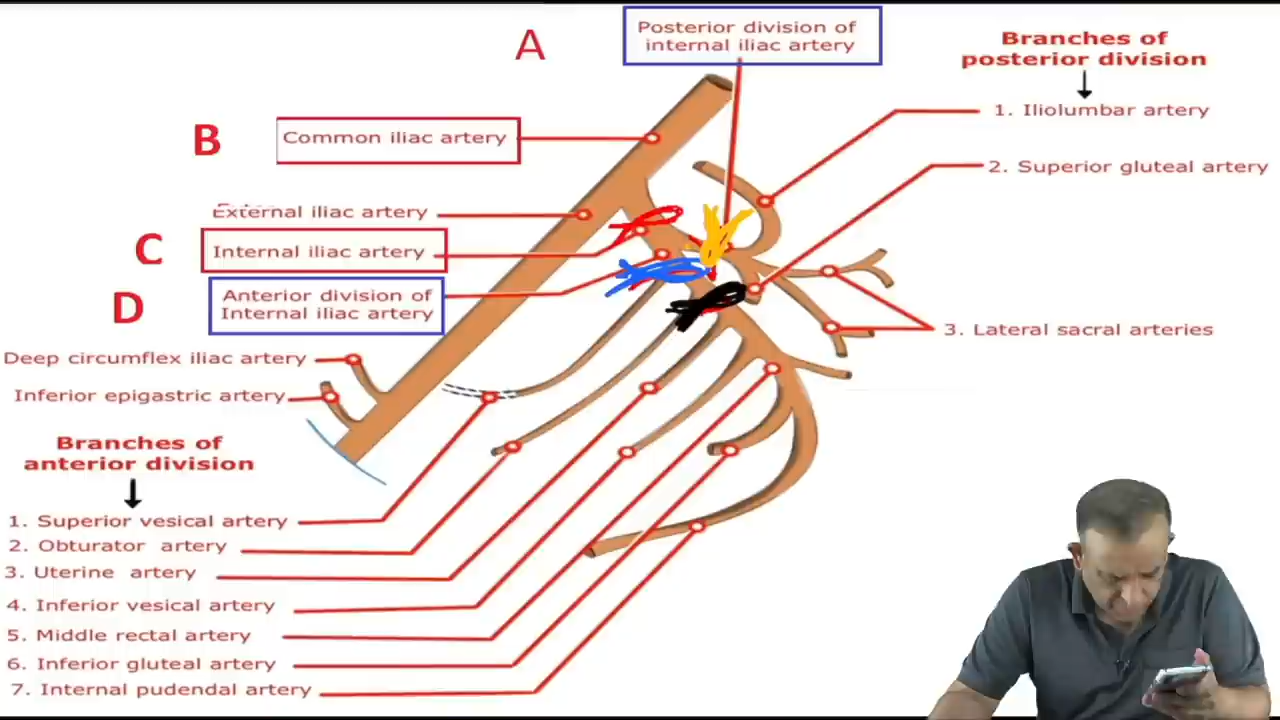 A
Posterior division of
internal iliac artery
Branches of
posterior division
1. Iliolumbar artery
B
Common iliac artery
2. Superior gluteal artery
External iliac artery
C
Internal iliac artery
D
Anterior division of
Internal iliac artery
3. Lateral sacral arteries
Deep circumflex iliac artery
Inferior epigastric artery
Branches of
anterior division
1. Superior vesical artery
2. Obturator artery
3. Uterine artery
4. Inferior vesical artery
5. Middle rectal artery
6. Inferior gluteal artery
7. Internal pudendal artery